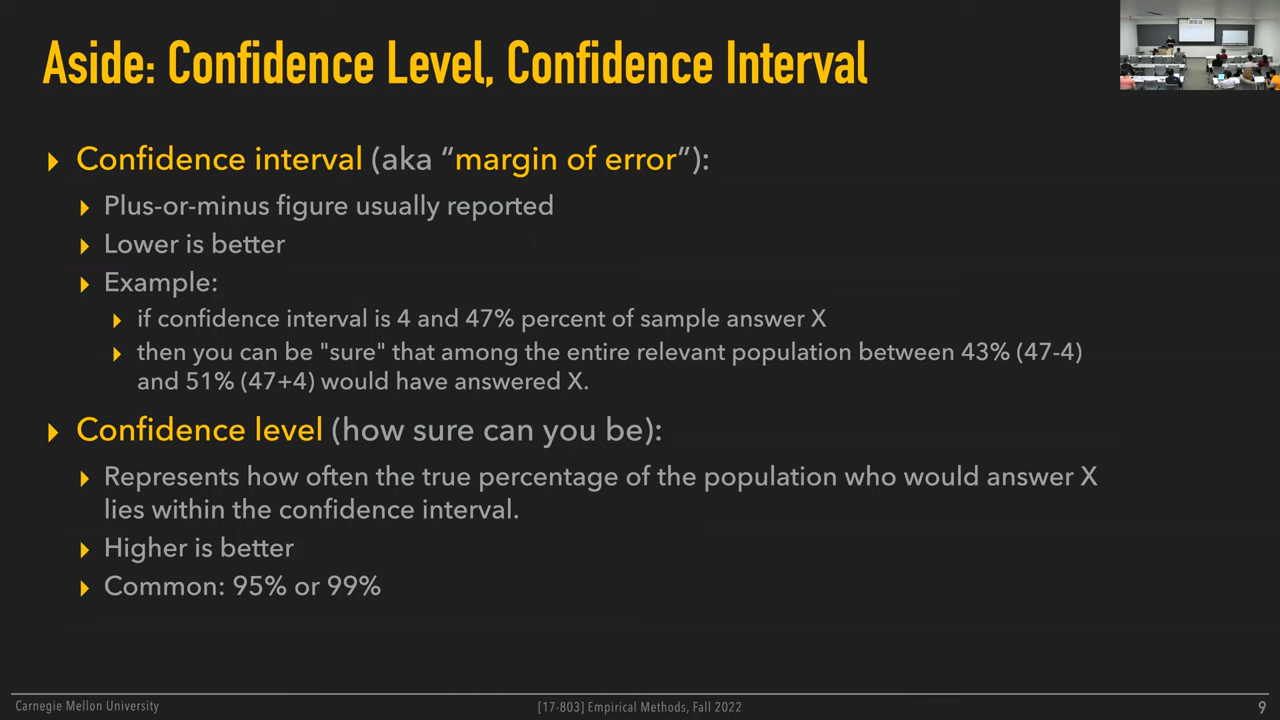 Aside: Confidence Level, Confidence Interval
Confidence interval (aka “margin of error”):
Plus-or-minus figure usually reported
Lower is better
Example:
if confidence interval is 4 and 47% percent of sample answer X
then you can be "sure" that among the entire relevant population between 43% (47-4)
and 51% (47+4) would have answered X.
Confidence level (how sure can you be):
Represents how often the true percentage of the population who would answer X
lies within the confidence interval.
Higher is better
Common: 95% or 99%
Carnegie Mellon University
[17-803] Empirical Methods, Fall 2022
9